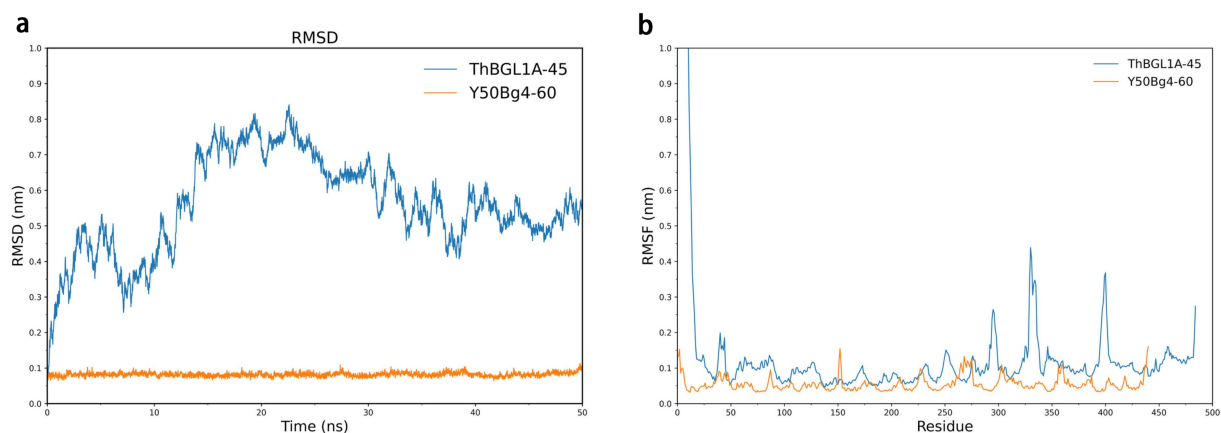 a
RMSD
1.0
0.9
0.8
0.7
0.6
0.5
0.4
0.3
0.2
0.1
0.0
RMSD (nm)
ThBGL1A-45
Y50Bg4-60
0 10 20 30 40 50
Time (ns)
b
1.0
0.9
0.8
0.7
0.6
0.5
0.4
0.3
0.2
0.1
0.0
RMSF (nm)
ThBGL1A-45
Y50Bg4-60
0 50 100 150 200 250 300 350 400 450 500
Residue